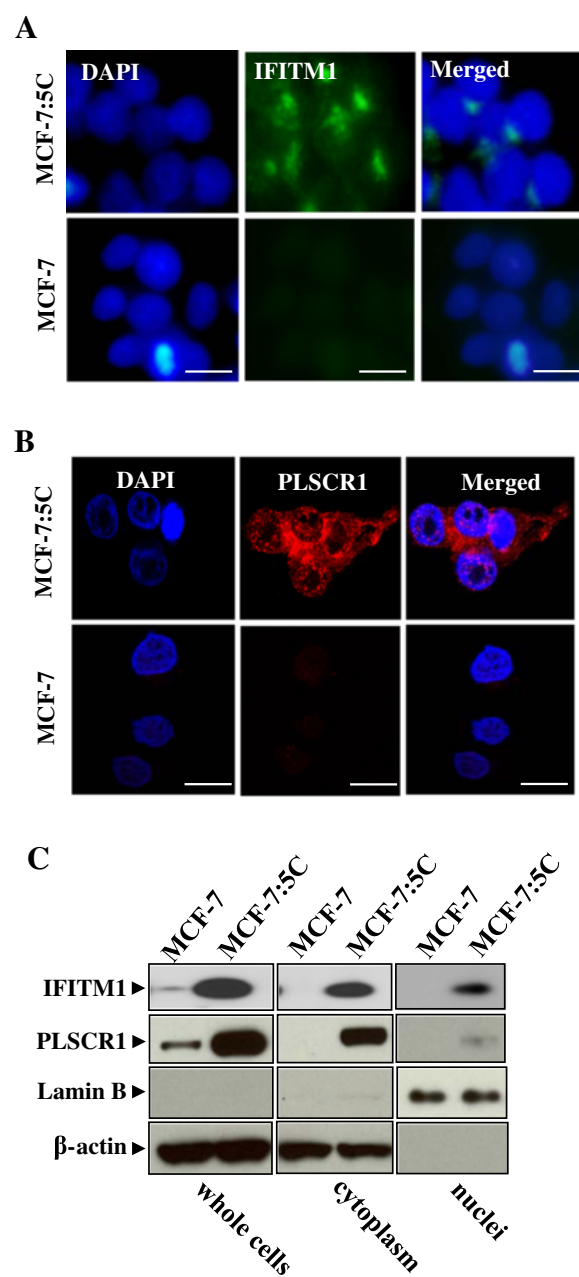 A
MCF-7:5C
DAPI
IFITM1
Merged
MCF-7
B
MCF-7:5C
DAPI
PLSCR1
Merged
MCF-7
C
MCF-7
MCF-7:5C
MCF-7
MCF-7:5C
MCF-7
MCF-7:5C
IFITM1
PLSCR1
Lamin B
β-actin
whole cells
cytoplasm
nuclei